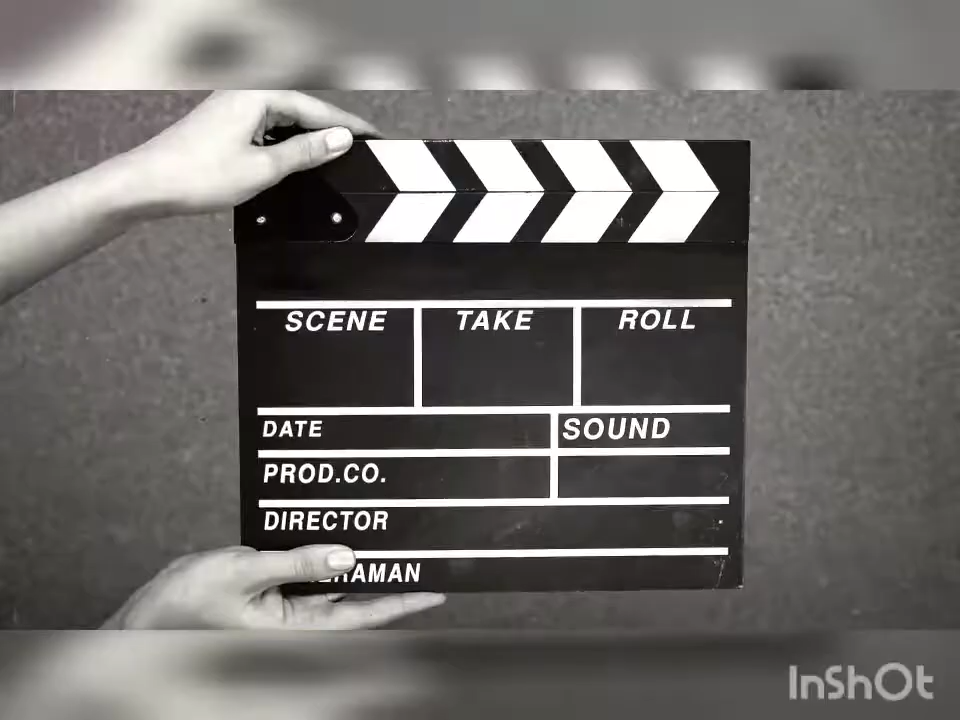 SCENE TAKE ROLL
DATE SOUND
PROD.CO.
DIRECTOR
InShOt